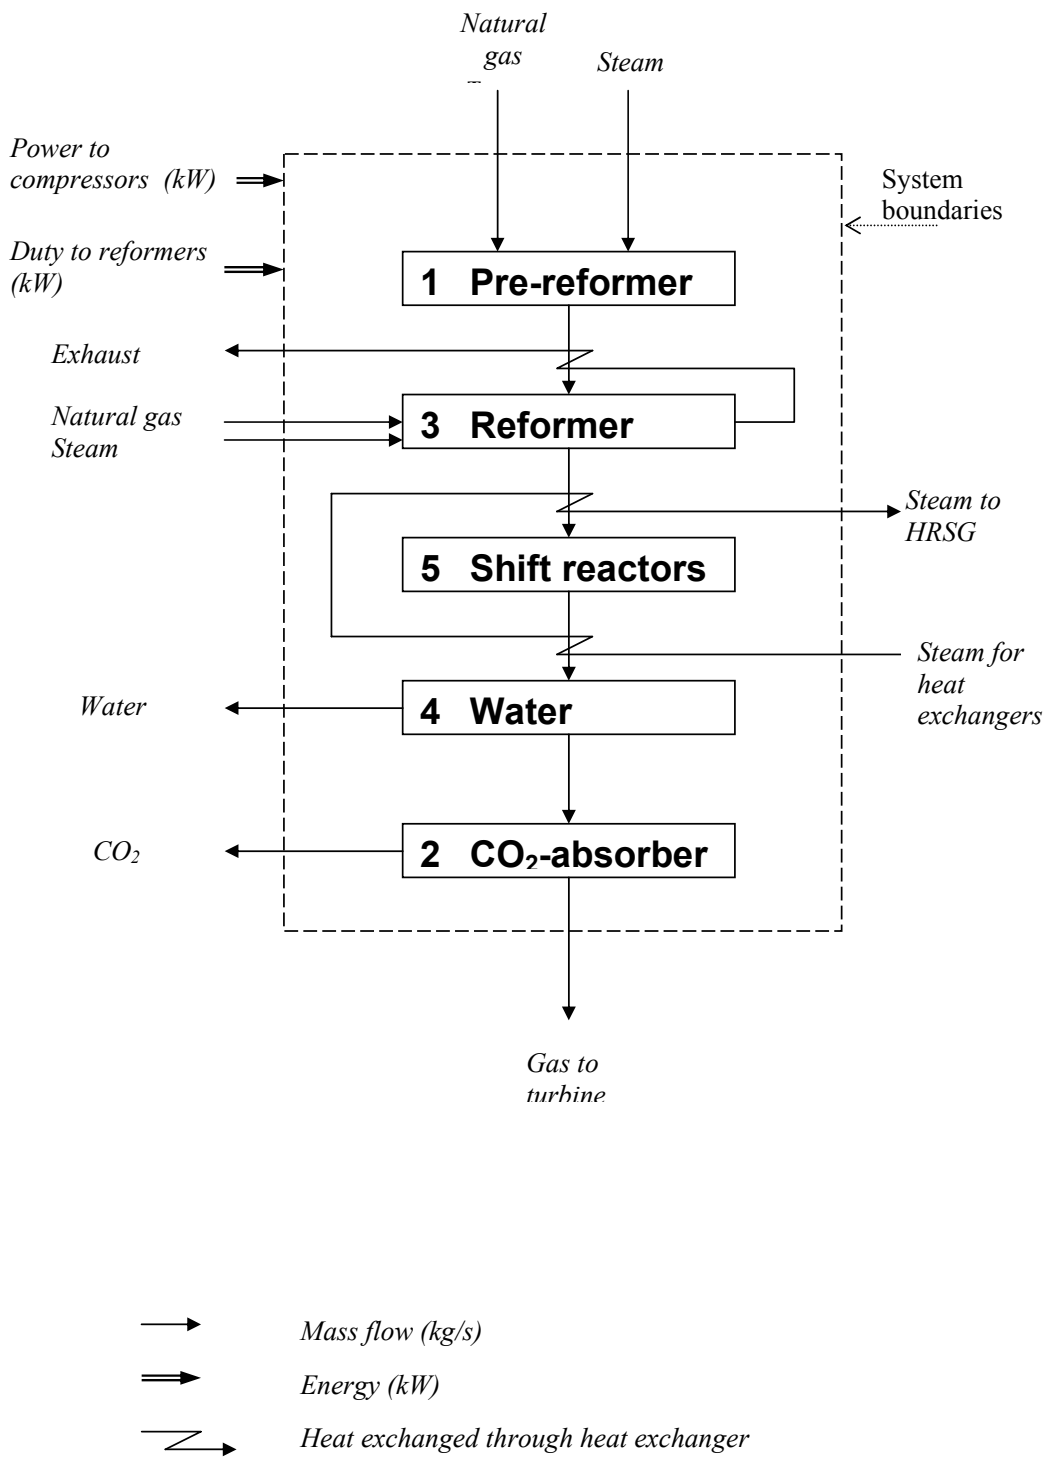 Natural
gas
Steam
Power to
compressors (kW)
System
boundaries
Duty to reformers
(kW)
1 Pre-reformer
Exhaust
Natural gas
Steam
3 Reformer
Steam to
HRSG
5 Shift reactors
Steam for
heat
exchangers
Water
4 Water
CO₂
2 CO₂-absorber
Gas to
turbine
Mass flow (kg/s)
Energy (kW)
Heat exchanged through heat exchanger